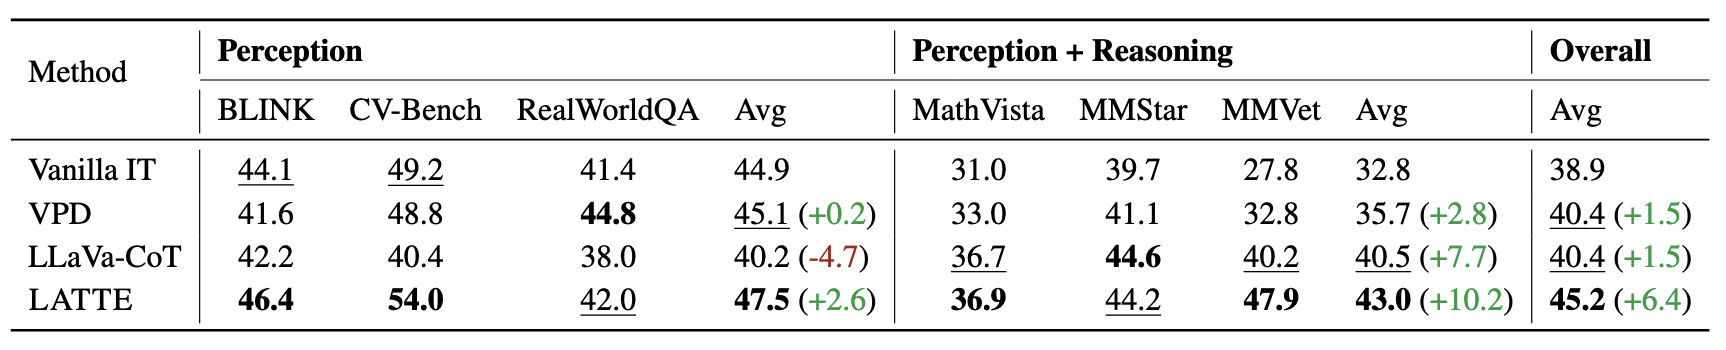 Method Perception Perception + Reasoning Overall
BLINK CV-Bench RealWorldQA Avg MathVista MMStar MMVet Avg Avg
Vanilla IT 44.1 49.2 41.4 44.9 31.0 39.7 27.8 32.8 38.9
VPD 41.6 48.8 44.8 45.1 (+0.2) 33.0 41.1 32.8 35.7 (+2.8) 40.4 (+1.5)
LLaVa-CoT 42.2 40.4 38.0 40.2 (-4.7) 36.7 44.6 40.2 40.5 (+7.7) 40.4 (+1.5)
LATTE 46.4 54.0 42.0 47.5 (+2.6) 36.9 44.2 47.9 43.0 (+10.2) 45.2 (+6.4)